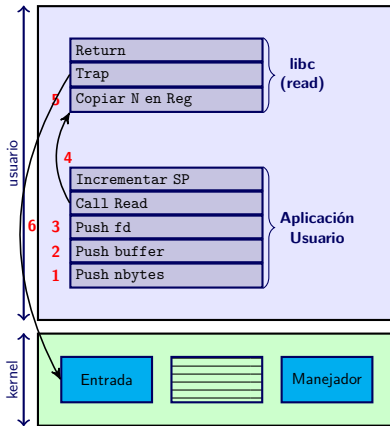 usuario
Return
Trap
5 Copiar N en Reg
libc
(read)
4
Incrementar SP
Call Read
6
3 Push fd
2 Push buffer
1 Push nbytes
Aplicación
Usuario
kernel
Entrada
Manejador